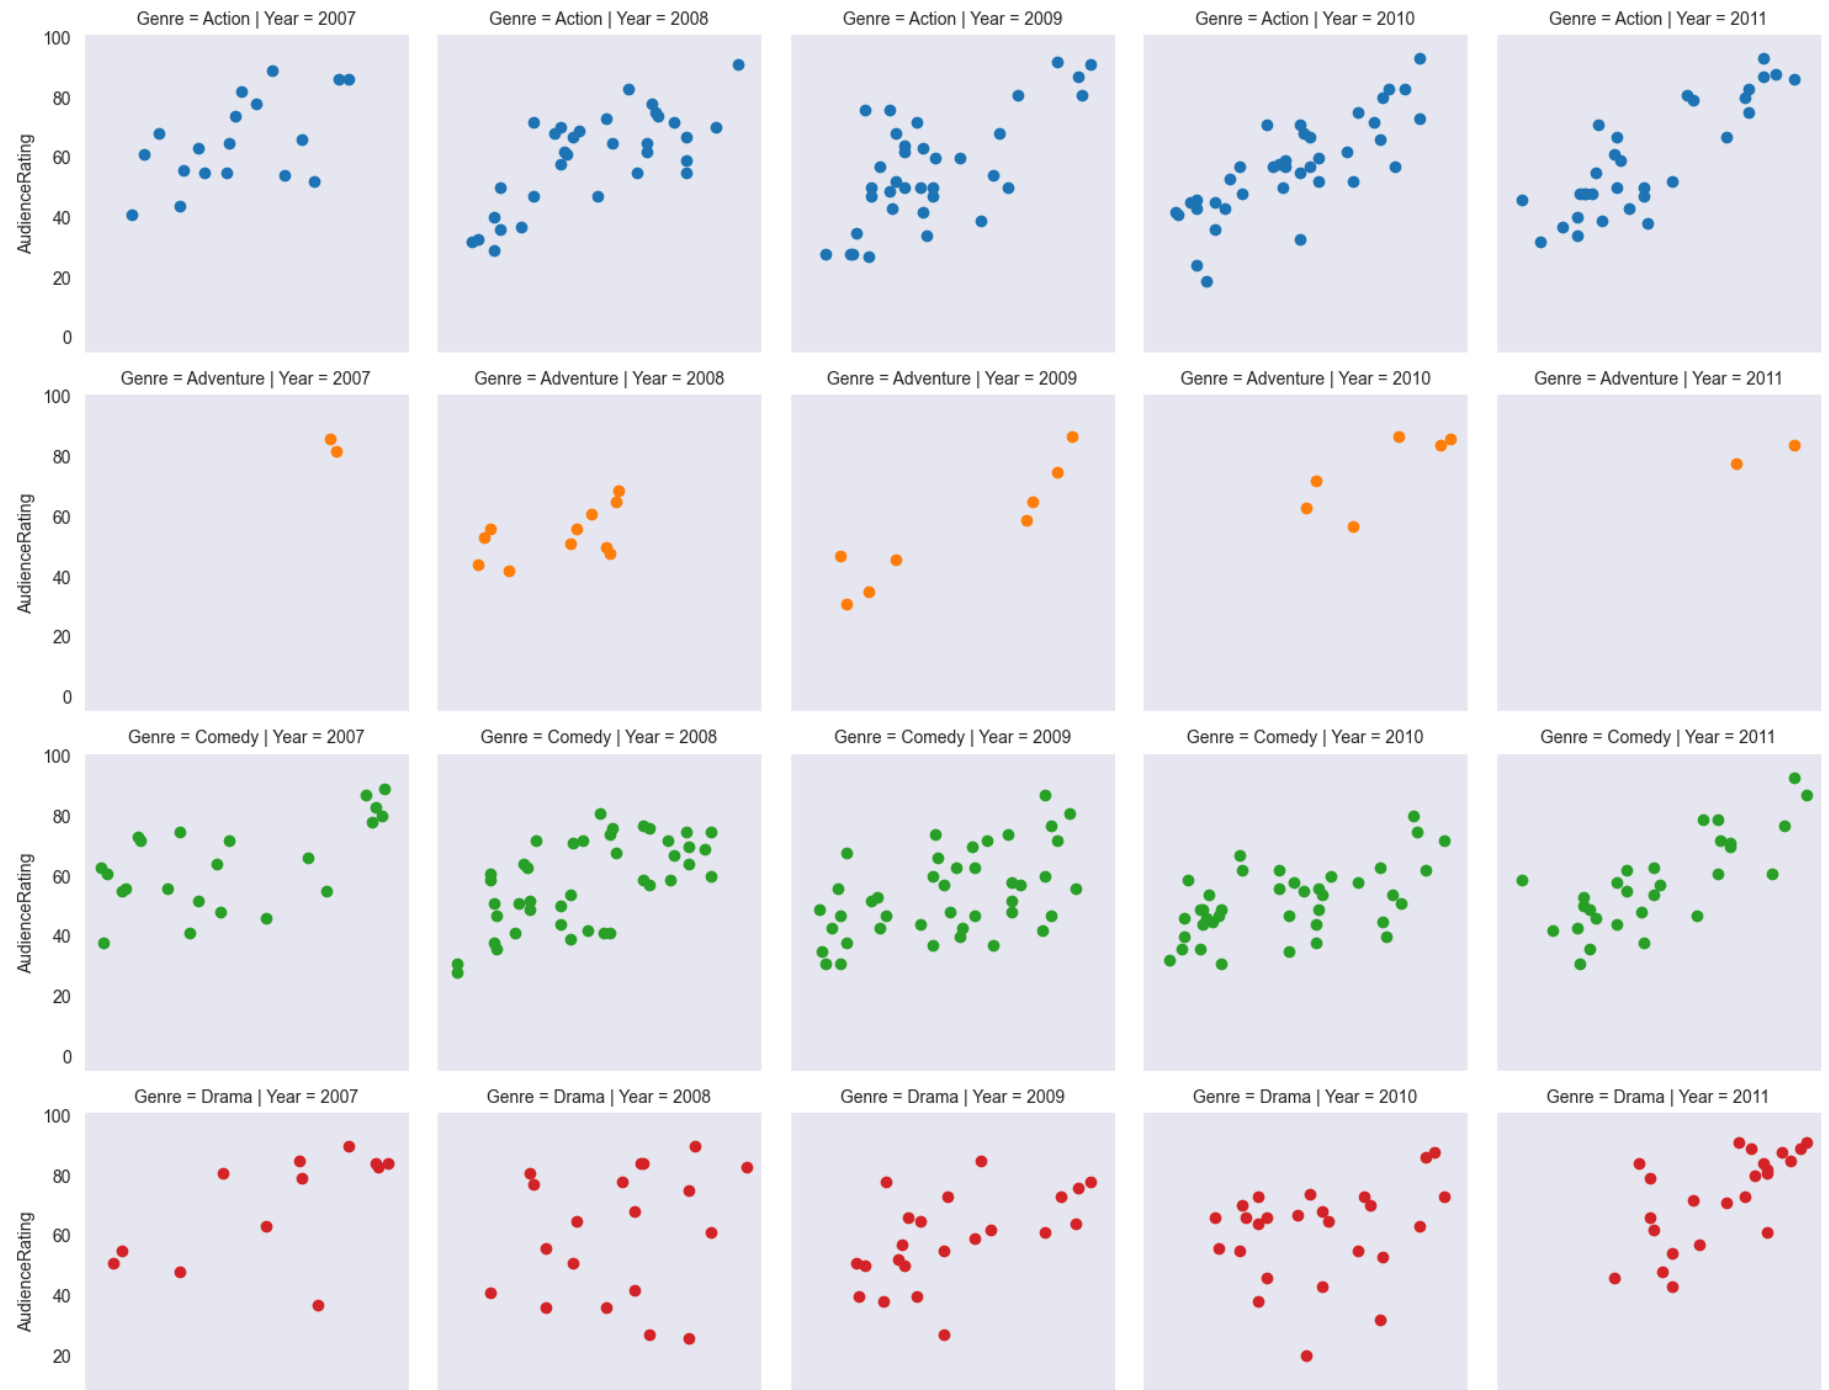 Genre = Action | Year = 2007
Genre = Action | Year = 2008
Genre = Action | Year = 2009
Genre = Action | Year = 2010
Genre = Action | Year = 2011
100
80
60
40
20
0
AudienceRating
Genre = Adventure | Year = 2007
Genre = Adventure | Year = 2008
Genre = Adventure | Year = 2009
Genre = Adventure | Year = 2010
Genre = Adventure | Year = 2011
100
80
60
40
20
0
AudienceRating
Genre = Comedy | Year = 2007
Genre = Comedy | Year = 2008
Genre = Comedy | Year = 2009
Genre = Comedy | Year = 2010
Genre = Comedy | Year = 2011
100
80
60
40
20
0
AudienceRating
Genre = Drama | Year = 2007
Genre = Drama | Year = 2008
Genre = Drama | Year = 2009
Genre = Drama | Year = 2010
Genre = Drama | Year = 2011
100
80
60
40
20
AudienceRating